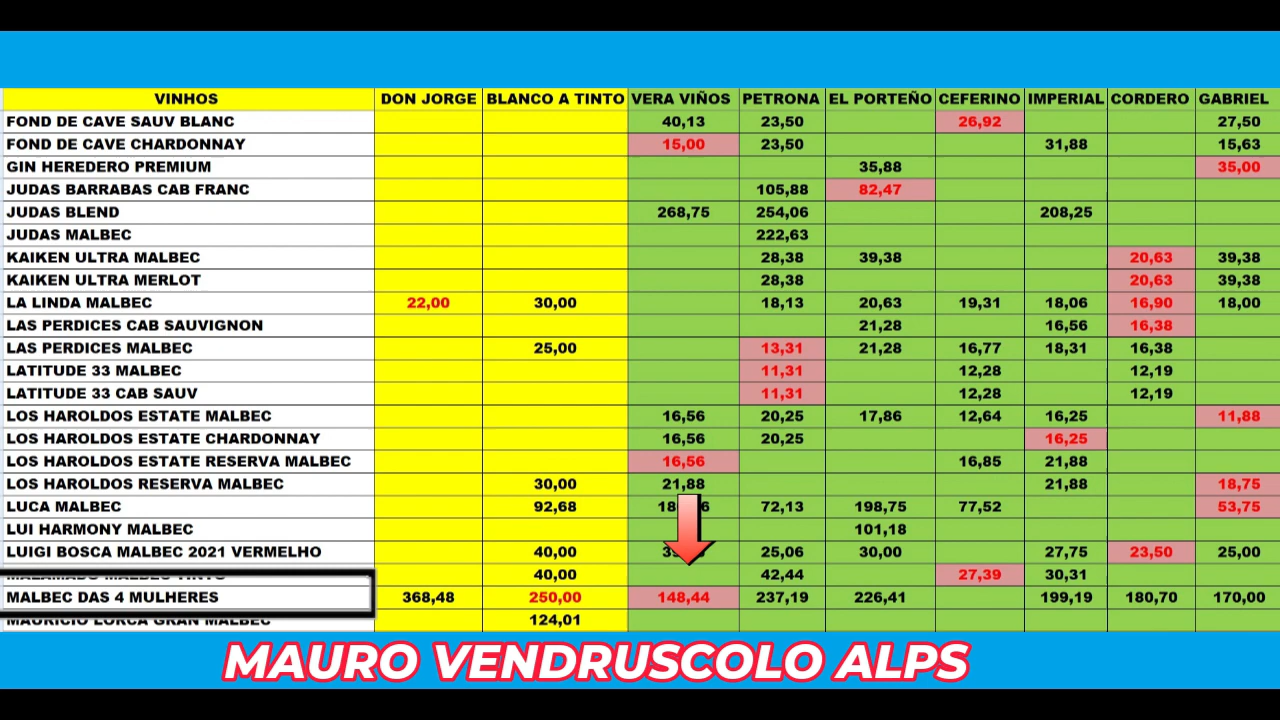 VINHOS DON JORGE BLANCO A TINTO VERA VIÑOS PETRONA EL PORTEÑO CEFERINO IMPERIAL CORDERO GABRIEL
FOND DE CAVE SAUV BLANC 40,13 23,50 26,92 27,50
FOND DE CAVE CHARDONNAY 15,00 23,50 31,88 15,63
GIN HEREDERO PREMIUM 35,88 35,00
JUDAS BARRABAS CAB FRANC 105,88 82,47
JUDAS BLEND 268,75 254,06 208,25
JUDAS MALBEC 222,63
KAIKEN ULTRA MALBEC 28,38 39,38 20,63 39,38
KAIKEN ULTRA MERLOT 28,38 20,63 39,38
LA LINDA MALBEC 22,00 30,00 18,13 20,63 19,31 18,06 16,90 18,00
LAS PERDICES CAB SAUVIGNON 21,28 16,56 16,38
LAS PERDICES MALBEC 25,00 13,31 21,28 16,77 18,31 16,38
LATITUDE 33 MALBEC 11,31 12,28 12,19
LATITUDE 33 CAB SAUV 11,31 12,28 12,19
LOS HAROLDOS ESTATE MALBEC 16,56 20,25 17,86 12,64 16,25 11,88
LOS HAROLDOS ESTATE CHARDONNAY 16,56 20,25 16,25
LOS HAROLDOS ESTATE RESERVA MALBEC 16,56 16,85 21,88
LOS HAROLDOS RESERVA MALBEC 30,00 21,88 21,88 18,75
LUCA MALBEC 92,68 72,13 198,75 77,52 53,75
LUI HARMONY MALBEC 101,18
LUIGI BOSCA MALBEC 2021 VERMELHO 40,00 25,06 30,00 27,75 23,50 25,00
MALAMADO MALBEC TINTO 40,00 42,44 27,39 30,31
MALBEC DAS 4 MULHERES 368,48 250,00 148,44 237,19 226,41 199,19 180,70 170,00
MAURICIO LORCA GRAN MALBEC 124,01
MAURO VENDRUSCOLO ALPS